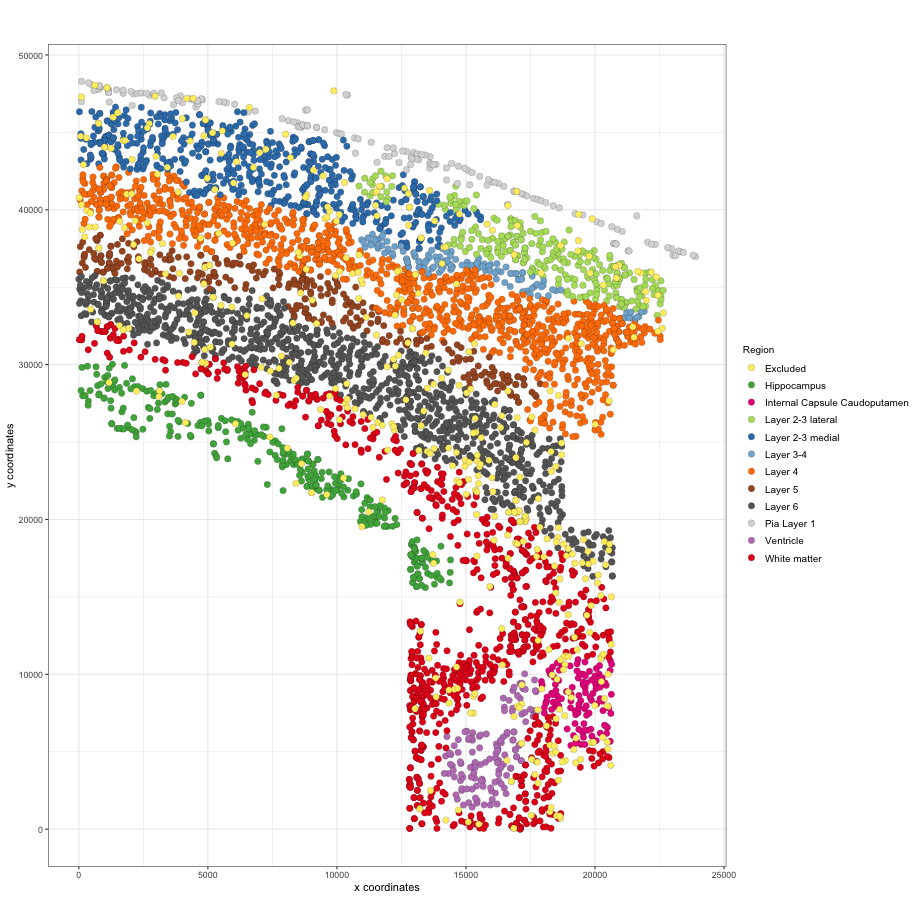 50000
40000
30000
20000
10000
0
y coordinates
0
5000
10000
15000
20000
25000
x coordinates
Region
Excluded
Hippocampus
Internal Capsule Caudoputamen
Layer 2-3 lateral
Layer 2-3 medial
Layer 3-4
Layer 4
Layer 5
Layer 6
Pia Layer 1
Ventricle
White matter